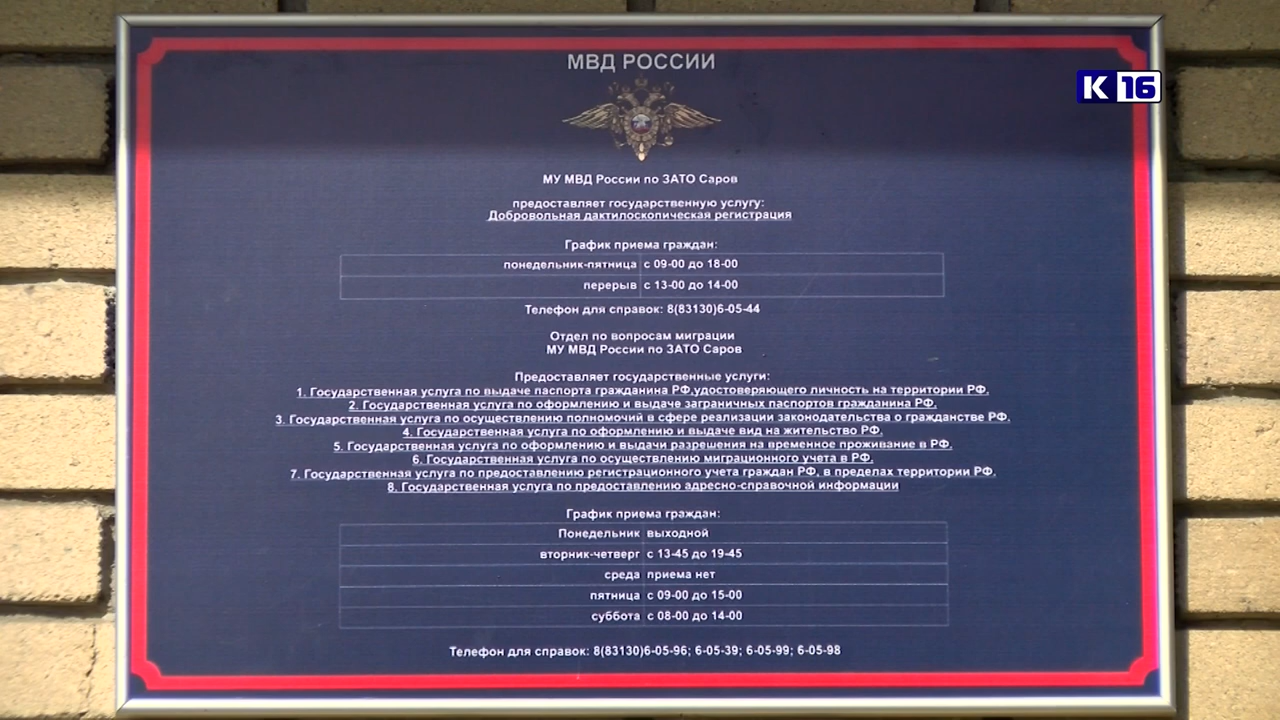 МВД РОССИИ
К 16
МУ МВД России по ЗАТО Саров
предоставляет государственную услугу:
Добровольная дактилоскопическая регистрация
График приема граждан:
понедельник-пятница с 09-00 до 18-00
перерыв с 13-00 до 14-00
Телефон для справок: 8(83130)6-05-44
Отдел по вопросам миграции
МУ МВД России по ЗАТО Саров
Предоставляет государственные услуги:
1. Государственная услуга по выдаче паспорта гражданина РФ,удостоверяющего личность на территории РФ.
2. Государственная услуга по оформлению и выдаче заграничных паспортов гражданина РФ.
3. Государственная услуга по осуществлению полномочий в сфере реализации законодательства о гражданстве РФ.
4. Государственная услуга по оформлению и выдаче вид на жительство РФ.
5. Государственная услуга по оформлению и выдачи разрешения на временное проживание в РФ.
6. Государственная услуга по осуществлению миграционного учета в РФ.
7. Государственная услуга по предоставлению регистрационного учета граждан РФ, в пределах территории РФ.
8. Государственная услуга по предоставлению адресно-справочной информации
График приема граждан:
Понедельник выходной
вторник-четверг с 13-45 до 19-45
среда приема нет
пятница с 09-00 до 15-00
суббота с 08-00 до 14-00
Телефон для справок: 8(83130)6-05-96; 6-05-39; 6-05-99; 6-05-98